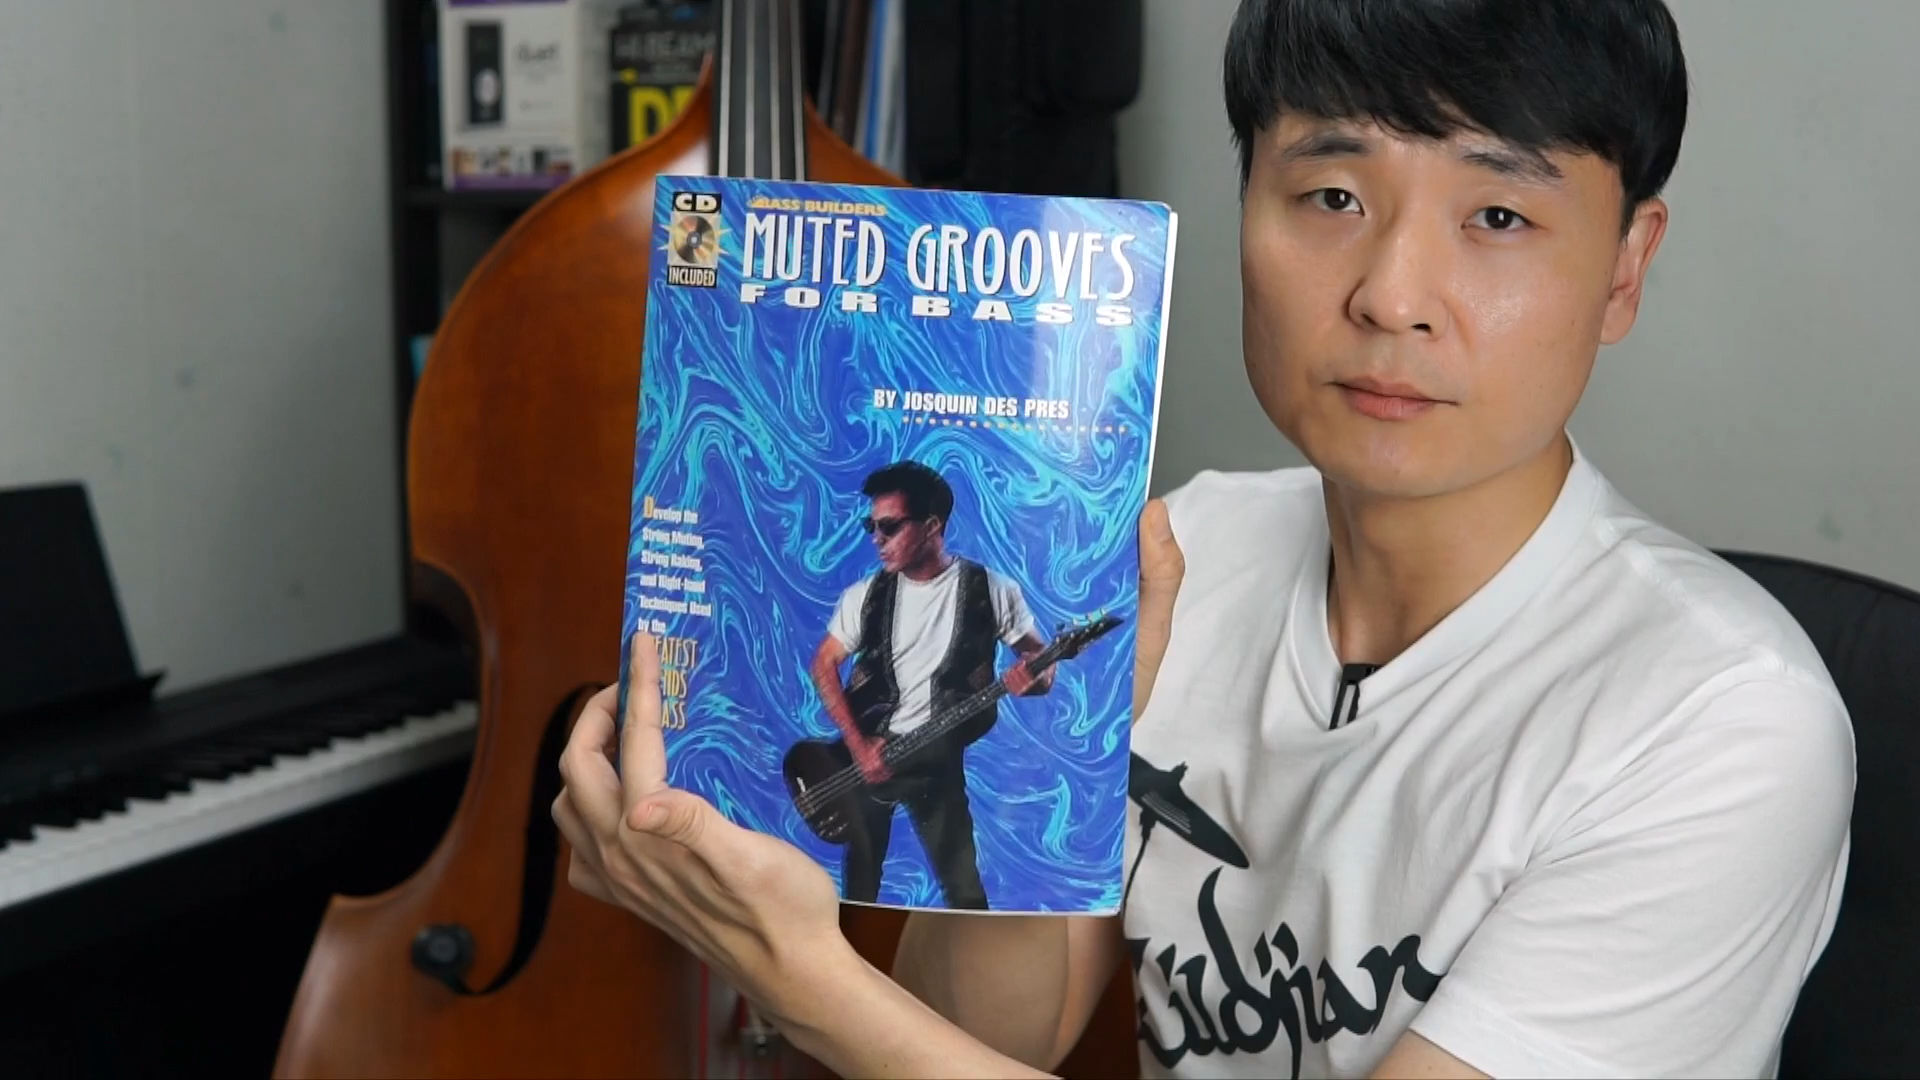 CD
INCLUDED
BASS BUILDERS
MUTED GROOVES
FOR BASS
BY JOSQUIN DES PRES
Develop the
String Muting,
String Raking,
and Right-hand
Techniques Used
by the
Zildjian